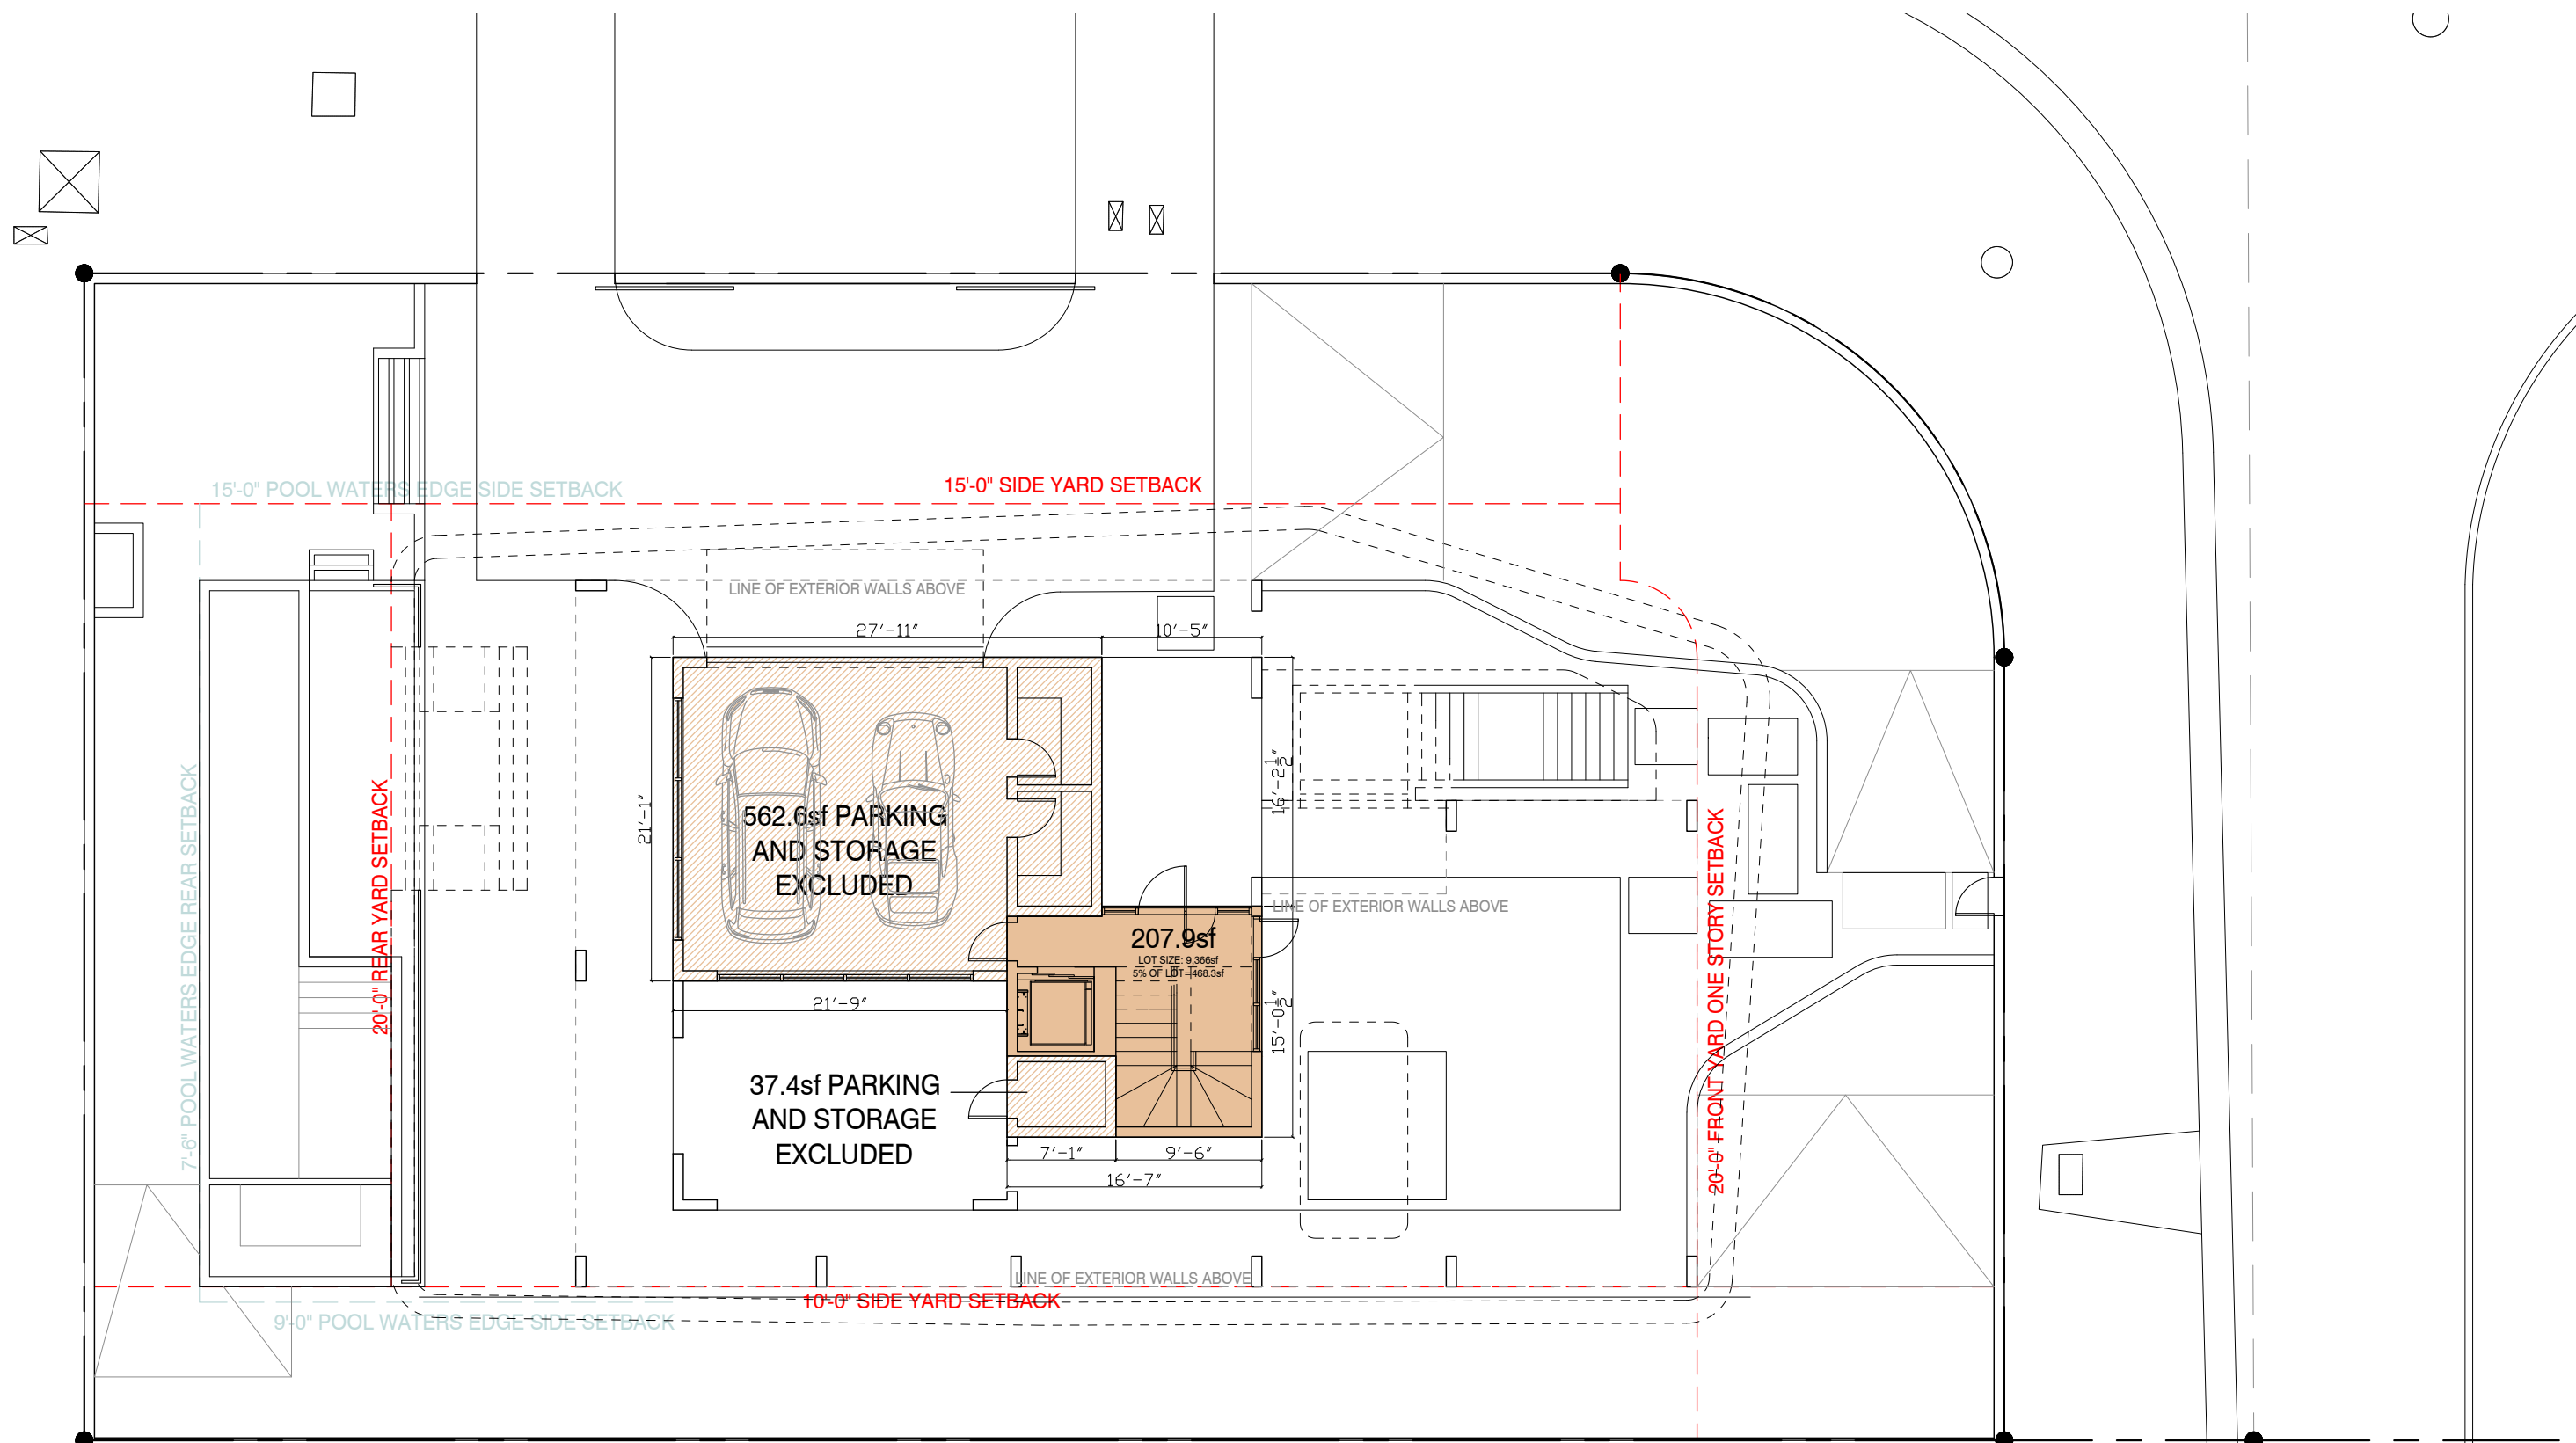 15'-0" POOL WATERS EDGE SIDE SETBACK
15'-0" SIDE YARD SETBACK
LINE OF EXTERIOR WALLS ABOVE
27'-11"
10'-5"
21'-1"
16'-2½"
562.6sf PARKING
AND STORAGE
EXCLUDED
7'-6" POOL WATERS EDGE REAR SETBACK
20'-0" REAR YARD SETBACK
20'-0" FRONT YARD ONE STORY SETBACK
LINE OF EXTERIOR WALLS ABOVE
207.9sf
LOT SIZE: 9,366sf
5% OF LOT=468.3sf
21'-9"
15'-0½"
37.4sf PARKING
AND STORAGE
EXCLUDED
7'-1"
9'-6"
16'-7"
LINE OF EXTERIOR WALLS ABOVE
10'-0" SIDE YARD SETBACK
9'-0" POOL WATERS EDGE SIDE SETBACK